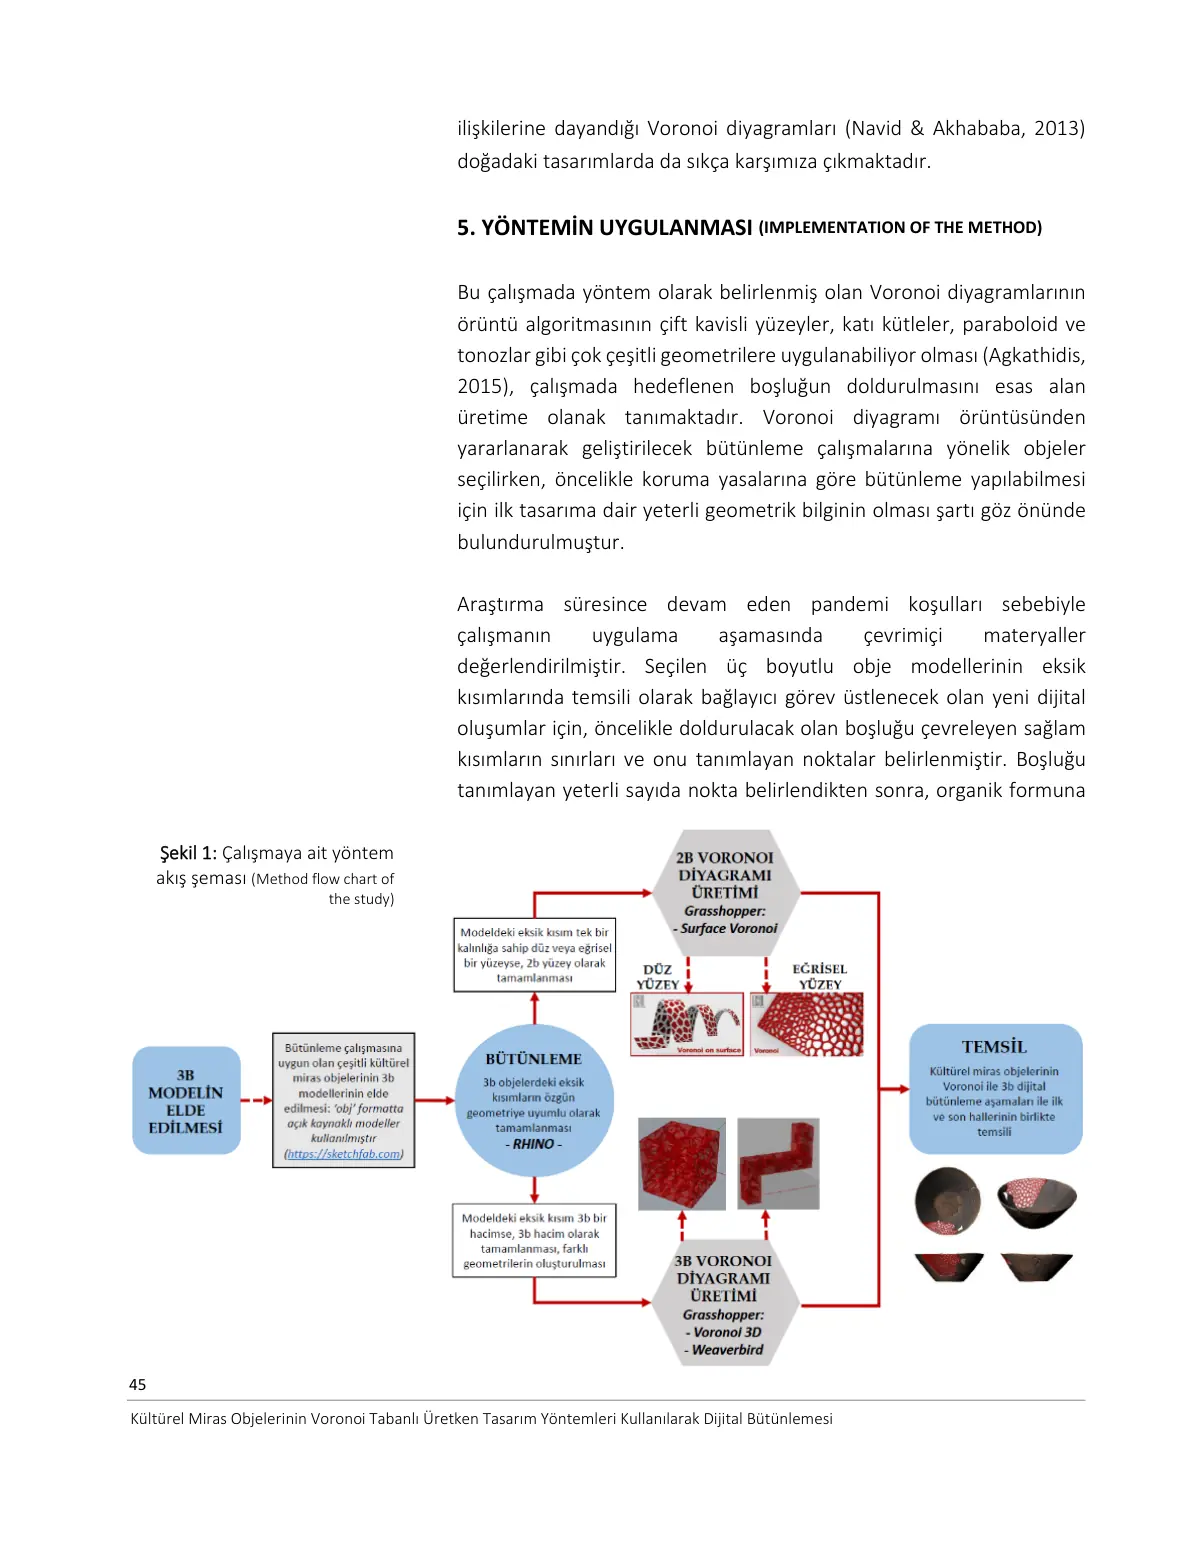 ilişkilerine dayandığı Voronoi diyagramları (Navid & Akhababa, 2013)
doğadaki tasarımlarda da sıkça karşımıza çıkmaktadır.
5. YÖNTEMİN UYGULANMASI (IMPLEMENTATION OF THE METHOD)
Bu çalışmada yöntem olarak belirlenmiş olan Voronoi diyagramlarının
örüntü algoritmasının çift kavisli yüzeyler, katı kütleler, paraboloid ve
tonozlar gibi çok çeşitli geometrilere uygulanabiliyor olması (Agkathidis,
2015), çalışmada hedeflenen boşluğun doldurulmasını esas alan
üretime olanak tanımaktadır. Voronoi diyagramı örüntüsünden
yararlanarak geliştirilecek bütünleme çalışmalarına yönelik objeler
seçilirken, öncelikle koruma yasalarına göre bütünleme yapılabilmesi
için ilk tasarıma dair yeterli geometrik bilginin olması şartı göz önünde
bulundurulmuştur.
Araştırma süresince devam eden pandemi koşulları sebebiyle
çalışmanın uygulama aşamasında çevrimiçi materyaller
değerlendirilmiştir. Seçilen üç boyutlu obje modellerinin eksik
kısımlarında temsili olarak bağlayıcı görev üstlenecek olan yeni dijital
oluşumlar için, öncelikle doldurulacak olan boşluğu çevreleyen sağlam
kısımların sınırları ve onu tanımlayan noktalar belirlenmiştir. Boşluğu
tanımlayan yeterli sayıda nokta belirlendikten sonra, organik formuna
Şekil 1: Çalışmaya ait yöntem
akış şeması (Method flow chart of
the study)
3B
MODELİN
ELDE
EDİLMESİ
Bütünleme çalışmasına
uygun olan çeşitli kültürel
miras objelerinin 3b
modellerinin elde
edilmesi: ‘obj’ formatta
açık kaynaklı modeller
kullanılmıştır
(https://sketchfab.com)
Modeldeki eksik kısım tek bir
kalınlığa sahip düz veya eğrisel
bir yüzeyse, 2b yüzey olarak
tamamlanması
BÜTÜNLEME
3b objelerdeki eksik
kısımların özgün
geometriye uyumlu olarak
tamamlanması
- RHINO -
Modeldeki eksik kısım 3b bir
hacimse, 3b hacim olarak
tamamlanması, farklı
geometrilerin oluşturulması
2B VORONOI
DİYAGRAMI
ÜRETİMİ
Grasshopper:
- Surface Voronoi
DÜZ
YÜZEY
EĞRİSEL
YÜZEY
Voronoi on surface
Voronoi
3B VORONOI
DİYAGRAMI
ÜRETİMİ
Grasshopper:
- Voronoi 3D
- Weaverbird
TEMSİL
Kültürel miras objelerinin
Voronoi ile 3b dijital
bütünleme aşamaları ile ilk
ve son hallerinin birlikte
temsili
45
Kültürel Miras Objelerinin Voronoi Tabanlı Üretken Tasarım Yöntemleri Kullanılarak Dijital Bütünlemesi